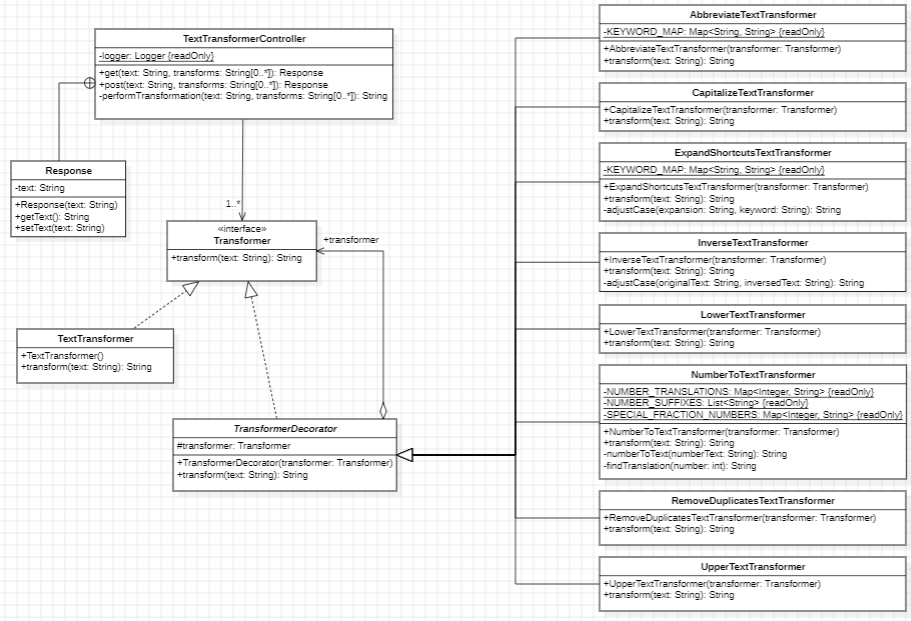 TextTransformerController
-logger: Logger {readOnly}
+get(text: String, transforms: String[0..*]): Response
+post(text: String, transforms: String[0..*]): Response
-performTransformation(text: String, transforms: String[0..*]): String
Response
-text: String
+Response(text: String)
+getText(): String
+setText(text: String)
1..*
«interface»
Transformer
+transform(text: String): String
+transformer
TextTransformer
+TextTransformer()
+transform(text: String): String
TransformerDecorator
#transformer: Transformer
+TransformerDecorator(transformer: Transformer)
+transform(text: String): String
AbbreviateTextTransformer
-KEYWORD_MAP: Map<String, String> {readOnly}
+AbbreviateTextTransformer(transformer: Transformer)
+transform(text: String): String
CapitalizeTextTransformer
+CapitalizeTextTransformer(transformer: Transformer)
+transform(text: String): String
ExpandShortcutsTextTransformer
-KEYWORD_MAP: Map<String, String> {readOnly}
+ExpandShortcutsTextTransformer(transformer: Transformer)
+transform(text: String): String
-adjustCase(expansion: String, keyword: String): String
InverseTextTransformer
+InverseTextTransformer(transformer: Transformer)
+transform(text: String): String
-adjustCase(originalText: String, inversedText: String): String
LowerTextTransformer
+LowerTextTransformer(transformer: Transformer)
+transform(text: String): String
NumberToTextTransformer
-NUMBER_TRANSLATIONS: Map<Integer, String> {readOnly}
-NUMBER_SUFFIXES: List<String> {readOnly}
-SPECIAL_FRACTION_NUMBERS: Map<Integer, String> {readOnly}
+NumberToTextTransformer(transformer: Transformer)
+transform(text: String): String
-numberToText(numberText: String): String
-findTranslation(number: int): String
RemoveDuplicatesTextTransformer
+RemoveDuplicatesTextTransformer(transformer: Transformer)
+transform(text: String): String
UpperTextTransformer
+UpperTextTransformer(transformer: Transformer)
+transform(text: String): String